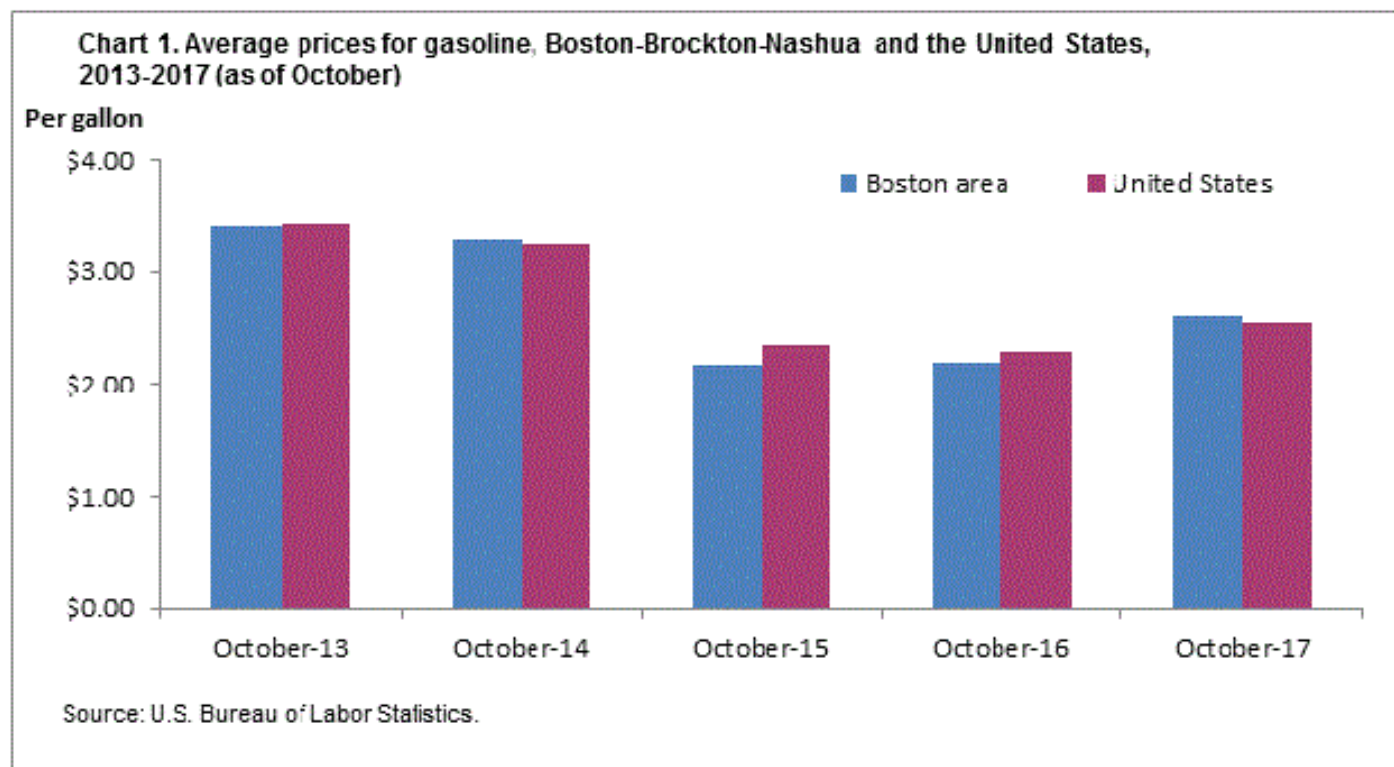 Chart 1. Average prices for gasoline, Boston-Brockton-Nashua and the United States,
2013-2017 (as of October)
Per gallon
$4.00
Boston area
United States
$3.00
$2.00
$1.00
$0.00
October-13
October-14
October-15
October-16
October-17
Source: U.S. Bureau of Labor Statistics.